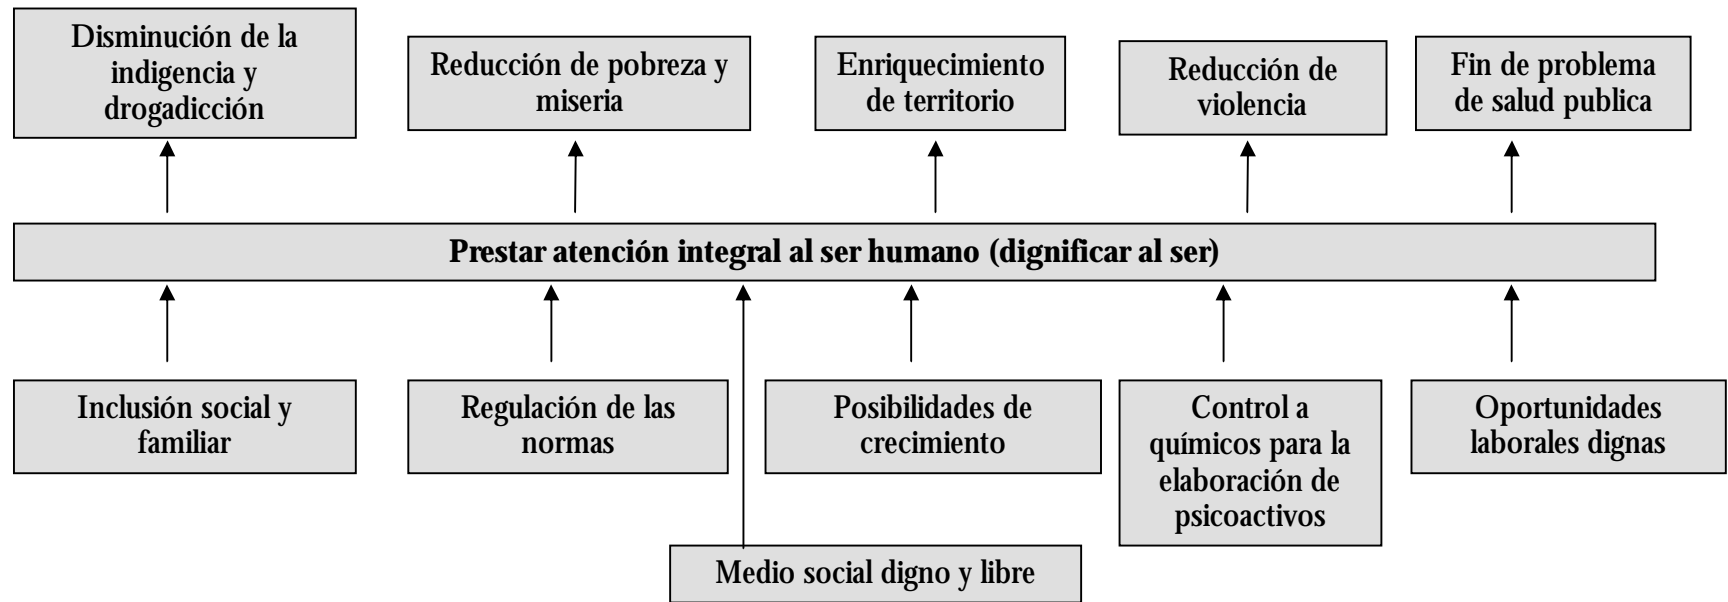 Disminución de la
indigencia y
drogadicción
Reducción de pobreza y
miseria
Enriquecimiento
de territorio
Reducción de
violencia
Fin de problema
de salud publica
Prestar atención integral al ser humano (dignificar al ser)
Inclusión social y
familiar
Regulación de las
normas
Posibilidades de
crecimiento
Control a
químicos para la
elaboración de
psicoactivos
Oportunidades
laborales dignas
Medio social digno y libre